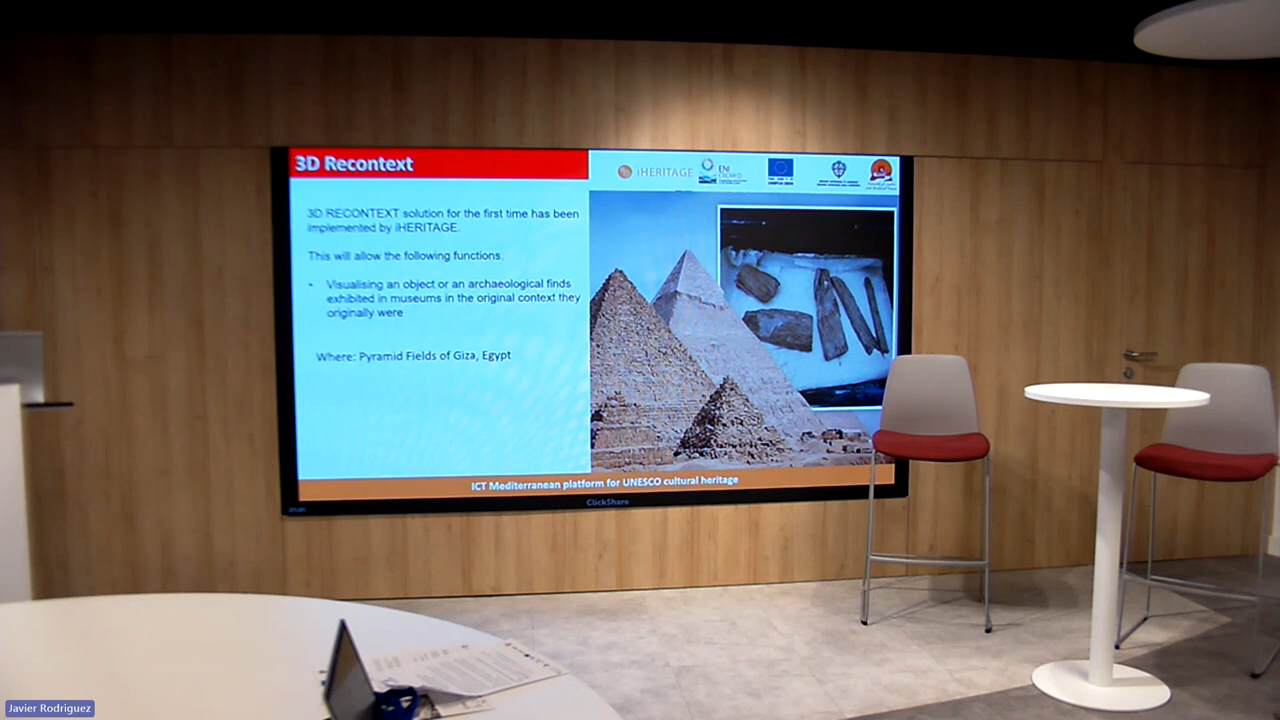 3D Recontext
iHERITAGE
ENI
3D RECONTEXT solution for the first time has been
implemented by iHERITAGE.
This will allow the following functions.
- Visualising an object or an archaeological finds
exhibited in museums in the original context they
originally were
Where: Pyramid Fields of Giza, Egypt
ICT Mediterranean platform for UNESCO cultural heritage
ClickShare
Javier Rodriguez